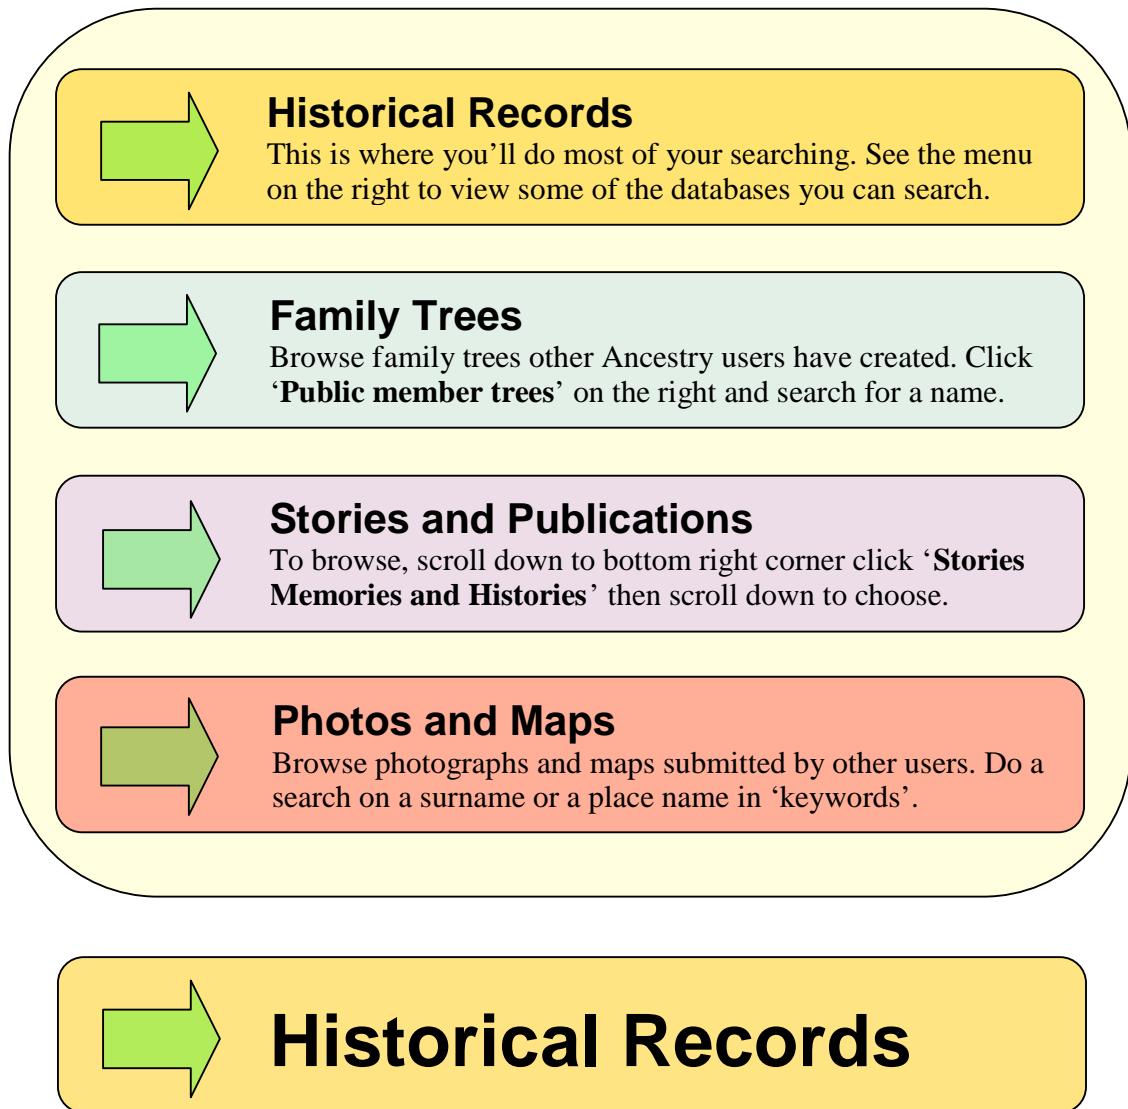 Historical Records
This is where you’ll do most of your searching. See the menu
on the right to view some of the databases you can search.
Family Trees
Browse family trees other Ancestry users have created. Click
‘Public member trees’ on the right and search for a name.
Stories and Publications
To browse, scroll down to bottom right corner click ‘Stories
Memories and Histories’ then scroll down to choose.
Photos and Maps
Browse photographs and maps submitted by other users. Do a
search on a surname or a place name in ‘keywords’.
Historical Records